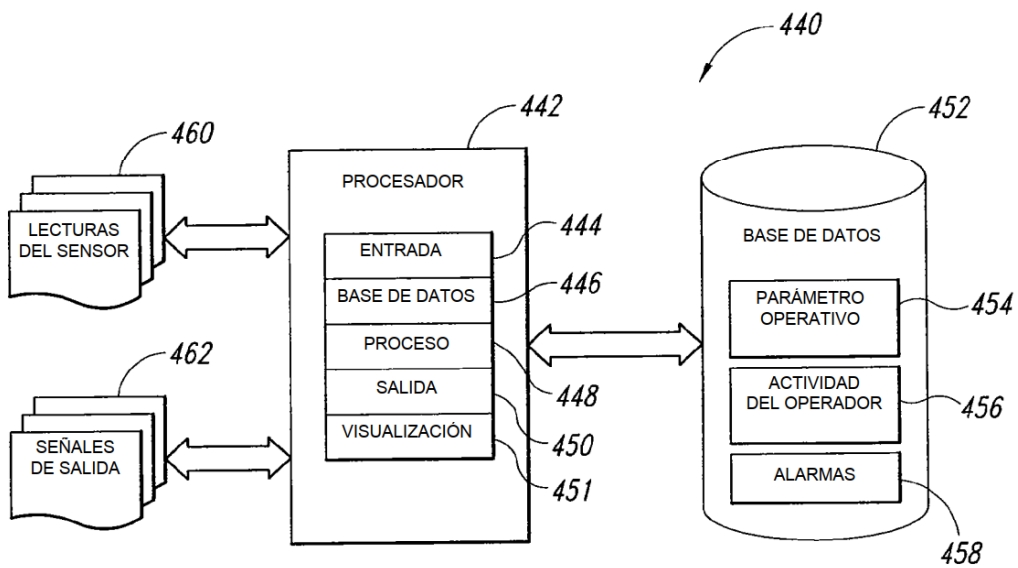 440
460
442
452
LECTURAS
DEL SENSOR
PROCESADOR
ENTRADA
444
BASE DE DATOS
446
PROCESO
448
SALIDA
450
VISUALIZACIÓN
451
462
SEÑALES
DE SALIDA
BASE DE DATOS
PARÁMETRO
OPERATIVO
454
ACTIVIDAD
DEL OPERADOR
456
ALARMAS
458